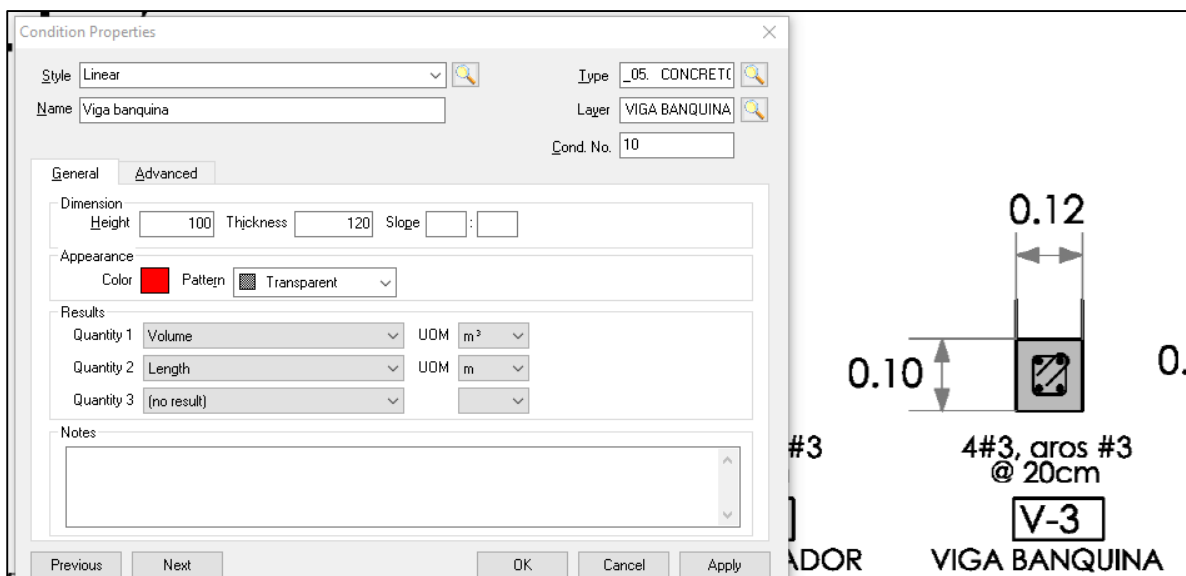 Condition Properties
Style Linear Type _05. CONCRETO
Name Viga banquina Layer VIGA BANQUINA
Cond. No. 10
General Advanced
Dimension
Height 100 Thickness 120 Slope :
Appearance
Color Pattern Transparent
Results
Quantity 1 Volume UOM m³
Quantity 2 Length UOM m
Quantity 3 (no result)
Notes
Previous Next OK Cancel Apply
0.12
0.10
0.
#3
4#3, aros #3
@ 20cm
V-3
ADOR
VIGA BANQUINA